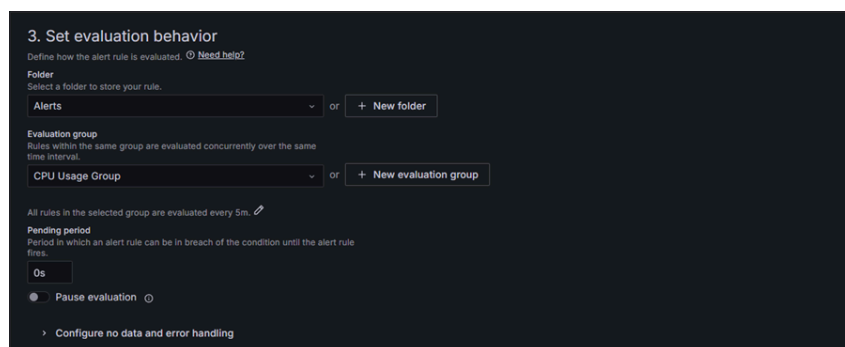 3. Set evaluation behavior
Define how the alert rule is evaluated. Need help?
Folder
Select a folder to store your rule.
Alerts or + New folder
Evaluation group
Rules within the same group are evaluated concurrently over the same
time interval.
CPU Usage Group or + New evaluation group
All rules in the selected group are evaluated every 5m.
Pending period
Period in which an alert rule can be in breach of the condition until the alert rule
fires.
0s
Pause evaluation
Configure no data and error handling